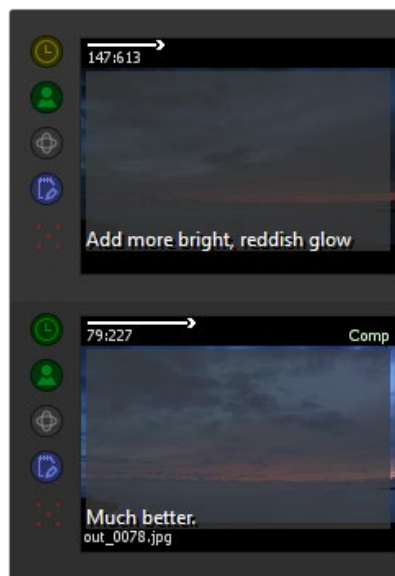 147:613
Add more bright, reddish glow
79:227 Comp
Much better.
out_0078.jpg